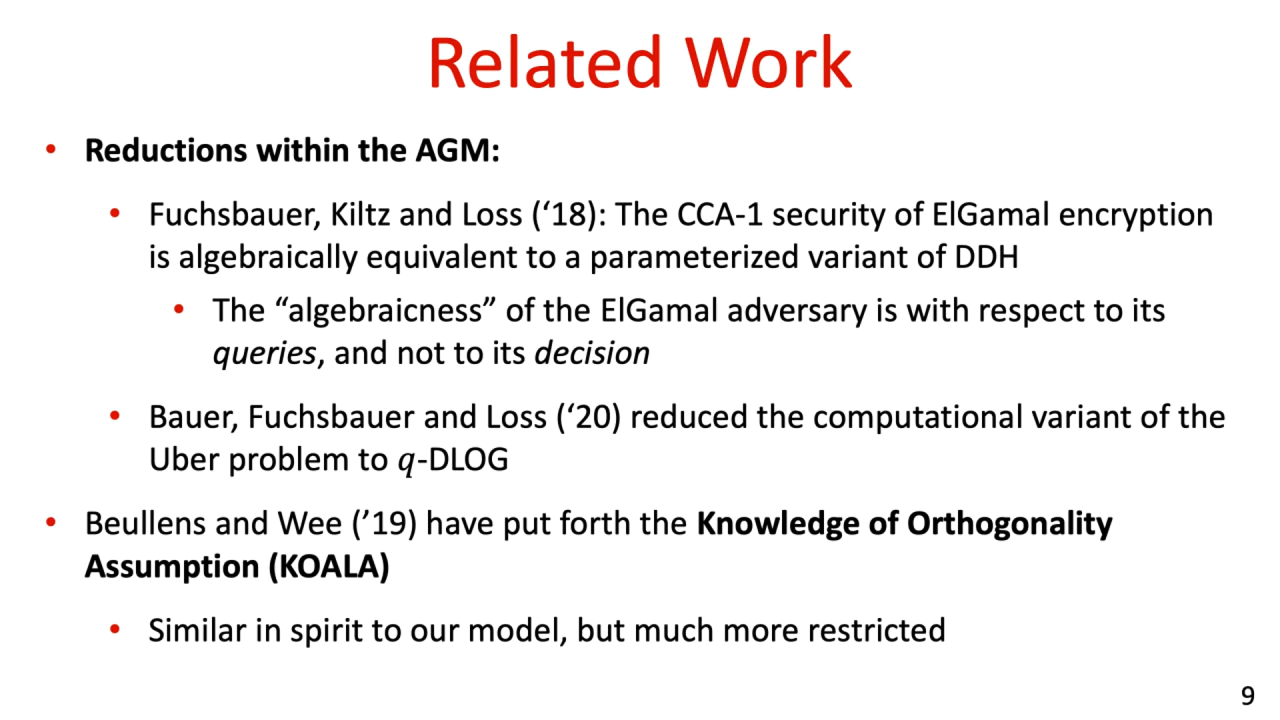 Related Work
• Reductions within the AGM:
• Fuchsbauer, Kiltz and Loss (‘18): The CCA-1 security of ElGamal encryption
is algebraically equivalent to a parameterized variant of DDH
• The “algebraicness” of the ElGamal adversary is with respect to its
queries, and not to its decision
• Bauer, Fuchsbauer and Loss (‘20) reduced the computational variant of the
Uber problem to q-DLOG
• Beullens and Wee (’19) have put forth the Knowledge of Orthogonality
Assumption (KOALA)
• Similar in spirit to our model, but much more restricted
9